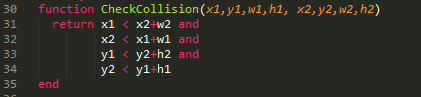 30 function CheckCollision(x1,y1,w1,h1, x2,y2,w2,h2)
31 return x1 < x2+w2 and
32 x2 < x1+w1 and
33 y1 < y2+h2 and
34 y2 < y1+h1
35 end